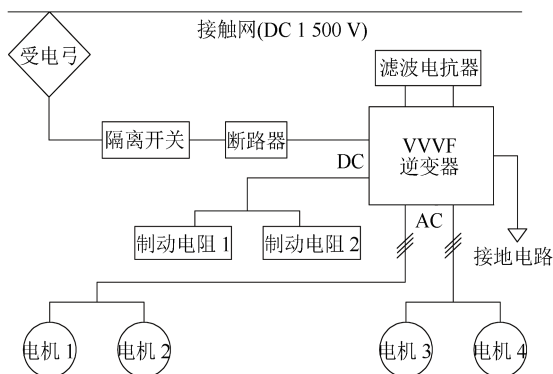 接触网(DC 1 500 V)
受电弓
滤波电抗器
隔离开关
断路器
VVVF
逆变器
DC
制动电阻 1
制动电阻 2
AC
接地电路
电机 1
电机 2
电机 3
电机 4